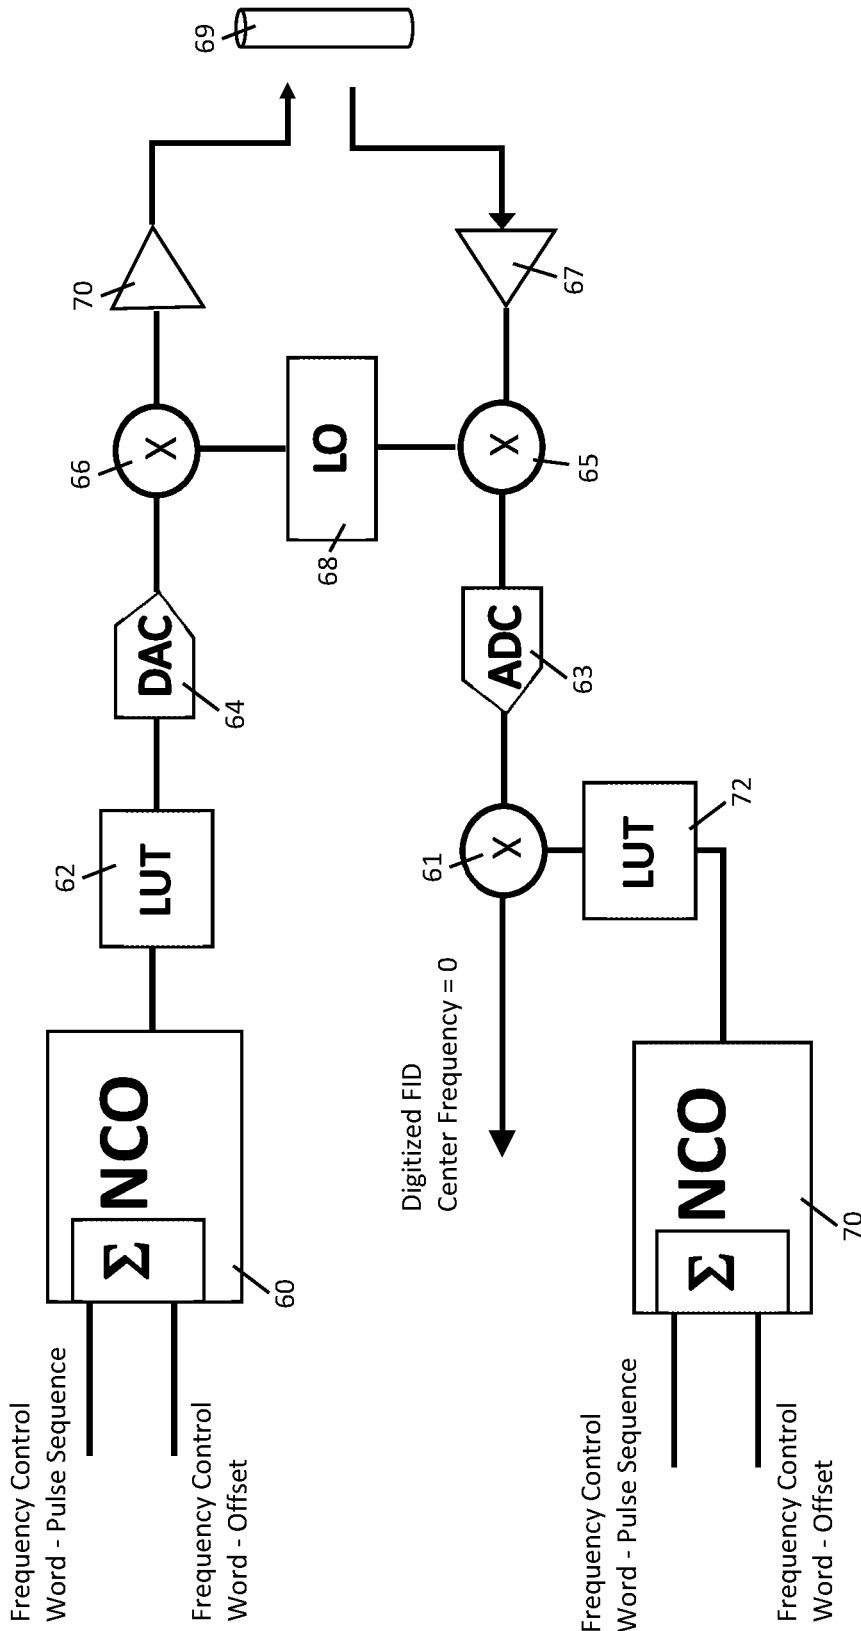 Frequency Control
Word - Pulse Sequence
Frequency Control
Word - Offset
Σ
NCO
60
LUT
62
DAC
64
X
66
70
69
LO
68
67
X
65
ADC
63
X
61
Digitized FID
Center Frequency = 0
LUT
72
Σ
NCO
70
Frequency Control
Word - Pulse Sequence
Frequency Control
Word - Offset